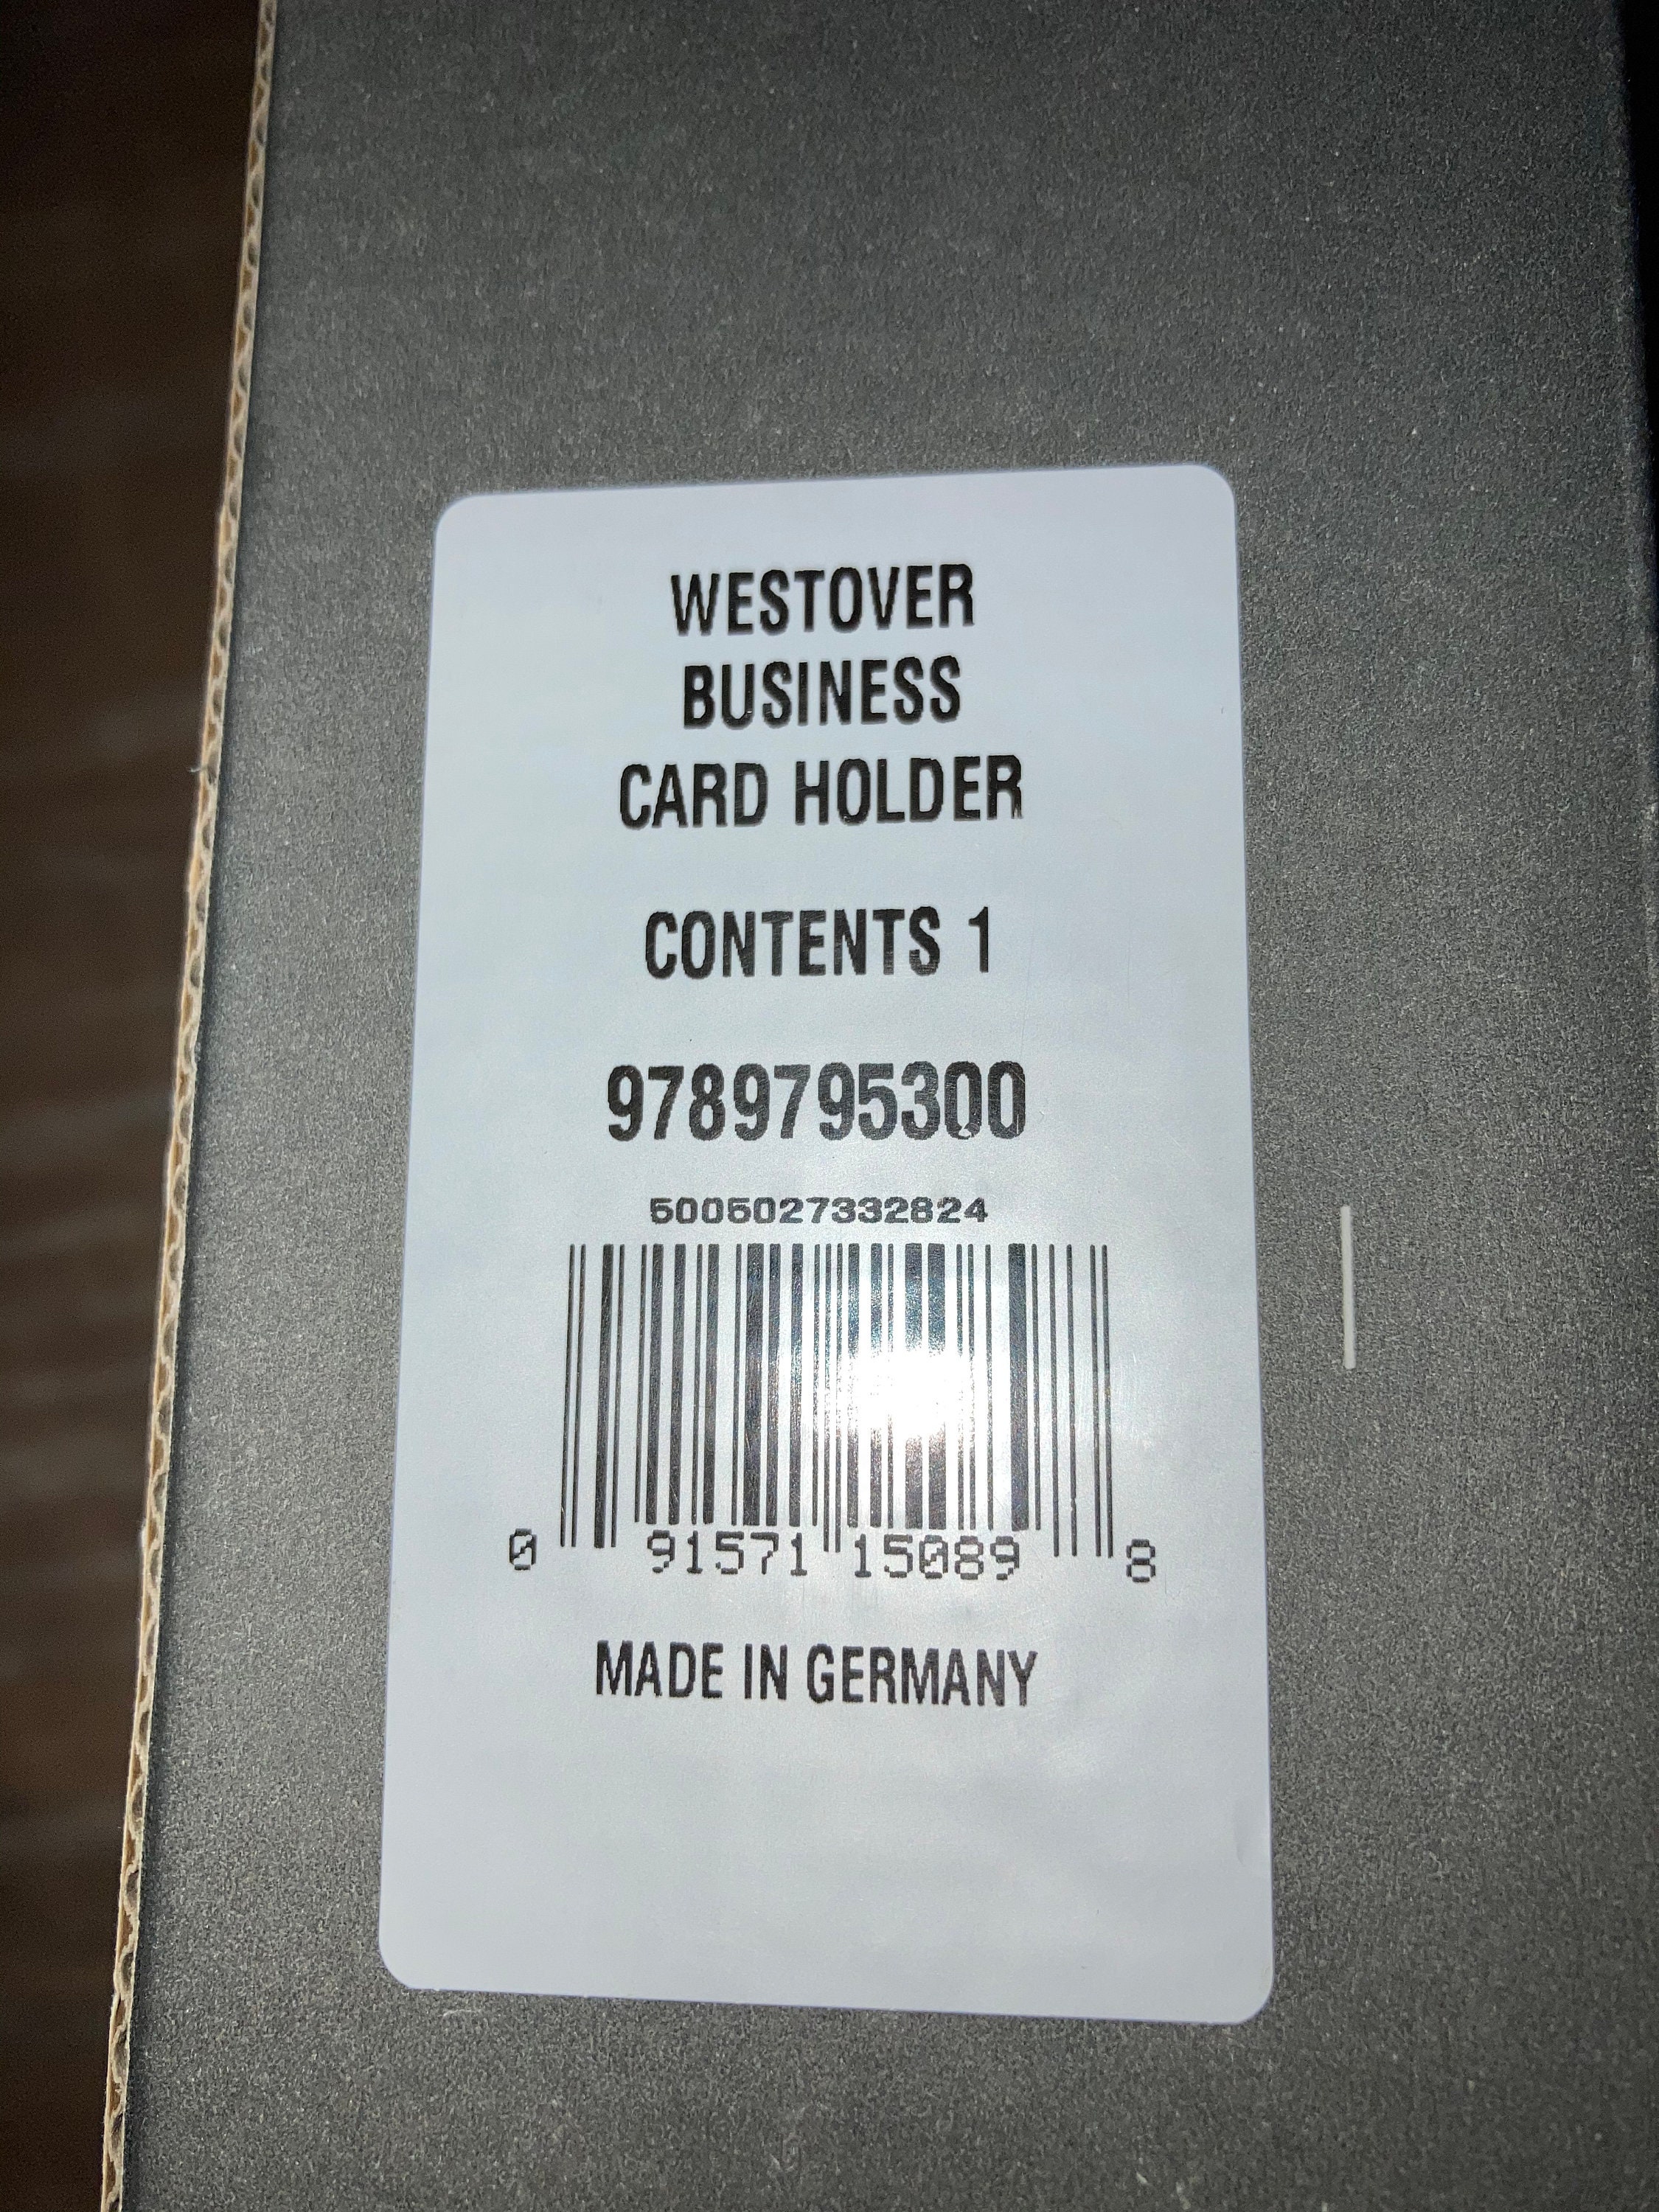 WESTOVER
BUSINESS
CARD HOLDER
CONTENTS 1
9789795300
5005027332824
0 91571 15089 8
MADE IN GERMANY